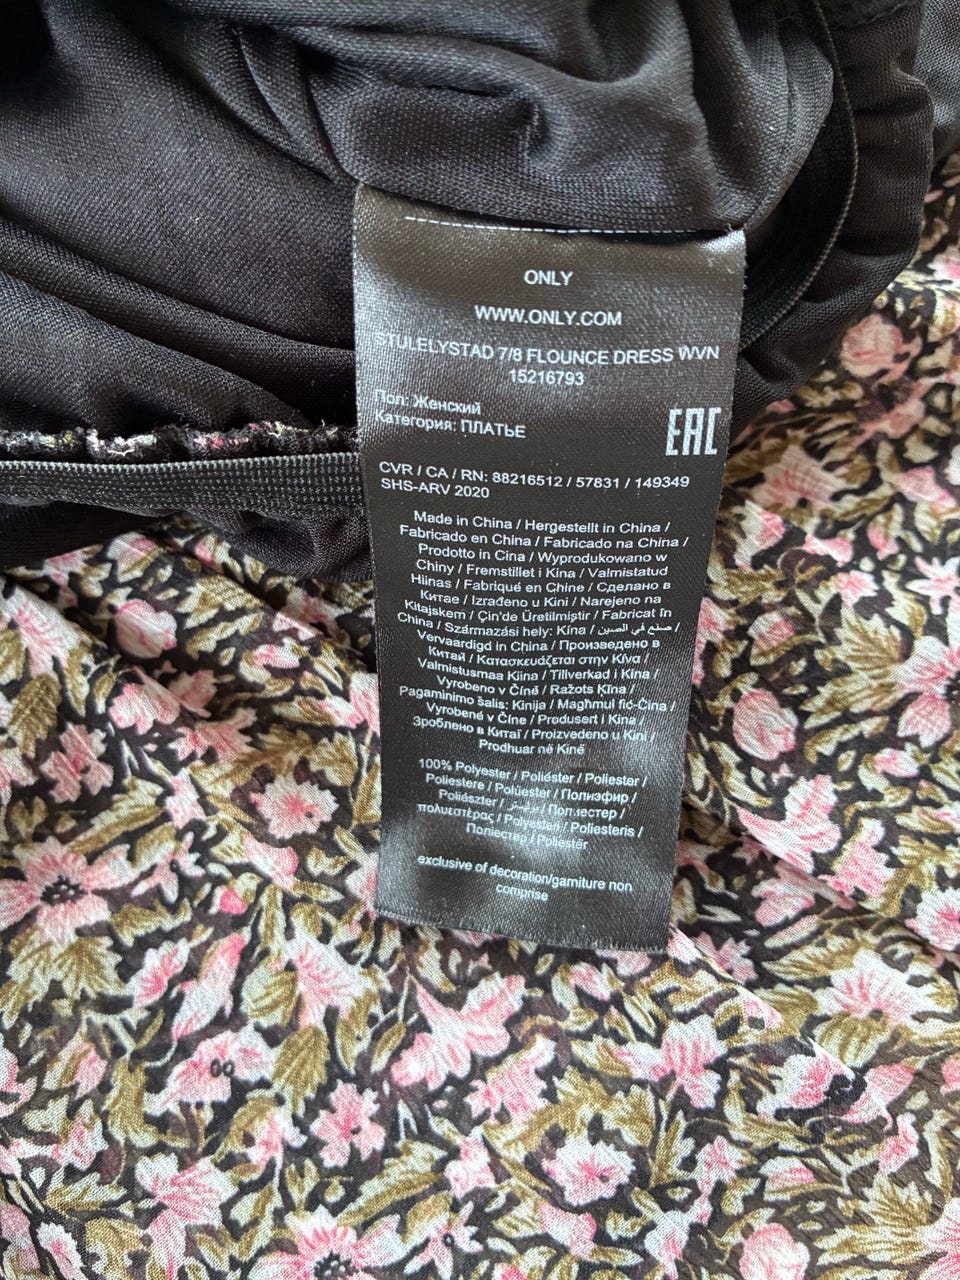 ONLY
WWW.ONLY.COM
STULELYSTAD 7/8 FLOUNCE DRESS WVN
15216793
Пол: Женский
Категория: ПЛАТЬЕ
EAC
CVR / CA / RN: 88216512 / 57831 / 149349
SHS-ARV 2020
Made in China / Hergestellt in China /
Fabricado en China / Fabricado na China /
Prodotto in Cina / Wyprodukowano w
Chiny / Fremstillet i Kina / Valmistatud
Hiinas / Fabriqué en Chine / Сделано в
Китае / Izrađeno u Kini / Narejeno na
Kitajskem / Çin'de Üretilmiştir / Fabricat în
China / Származási hely: Kína / صنع في الصين /
Vervaardigd in China / Произведено в
Китай / Κατασκευάζεται στην Κίνα /
Valmistusmaa Kiina / Tillverkad i Kina /
Vyrobeno v Číně / Ražots Ķīna /
Pagaminimo šalis: Kinija / Magħmul fiċ-Ċina /
Vyrobené v Číne / Produsert i Kina /
Зроблено в Китаї / Proizvedeno u Kini /
Prodhuar në Kinë
100% Polyester / Poliéster / Poliester /
Poliestere / Polüester / Полиэфир /
Poliészter / بوليستر / Полиестер /
πολυεστέρας / Polyesteri / Poliesteris /
Поліестер / Poliestër
exclusive of decoration/garniture non
comprise